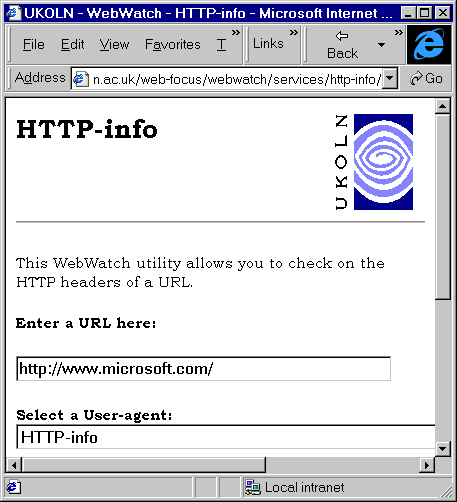 UKOLN - WebWatch - HTTP-info - Microsoft Internet ...
File Edit View Favorites T » Links » Back »
Address n.ac.uk/web-focus/webwatch/services/http-info/ Go
HTTP-info
UKOLN
This WebWatch utility allows you to check on the
HTTP headers of a URL.
Enter a URL here:
http://www.microsoft.com/
Select a User-agent:
HTTP-info
Local intranet